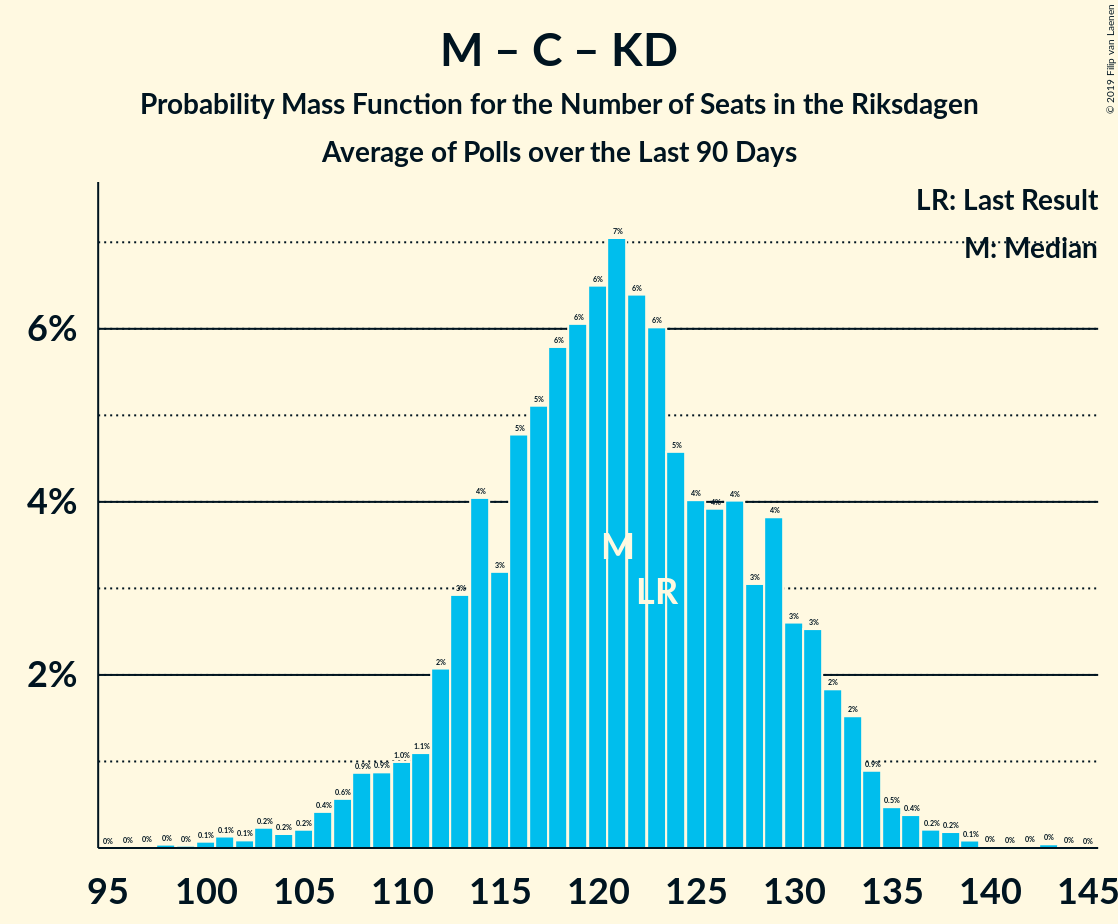 M – C – KD
Probability Mass Function for the Number of Seats in the Riksdagen
Average of Polls over the Last 90 Days
© 2019 Filip van Laenen
LR: Last Result
M: Median
6%
4%
2%
0% 0% 0% 0% 0% 0.1% 0.1% 0.1% 0.2% 0.2% 0.2% 0.4% 0.6% 0.9% 0.9% 1.0% 1.1% 2% 3% 4% 3% 5% 5% 6% 6% 6% 7% 6% 6% 5% 4% 4% 4% 3% 4% 3% 3% 2% 2% 0.9% 0.5% 0.4% 0.2% 0.2% 0.1% 0% 0% 0% 0% 0% 0%
M
LR
95 100 105 110 115 120 125 130 135 140 145